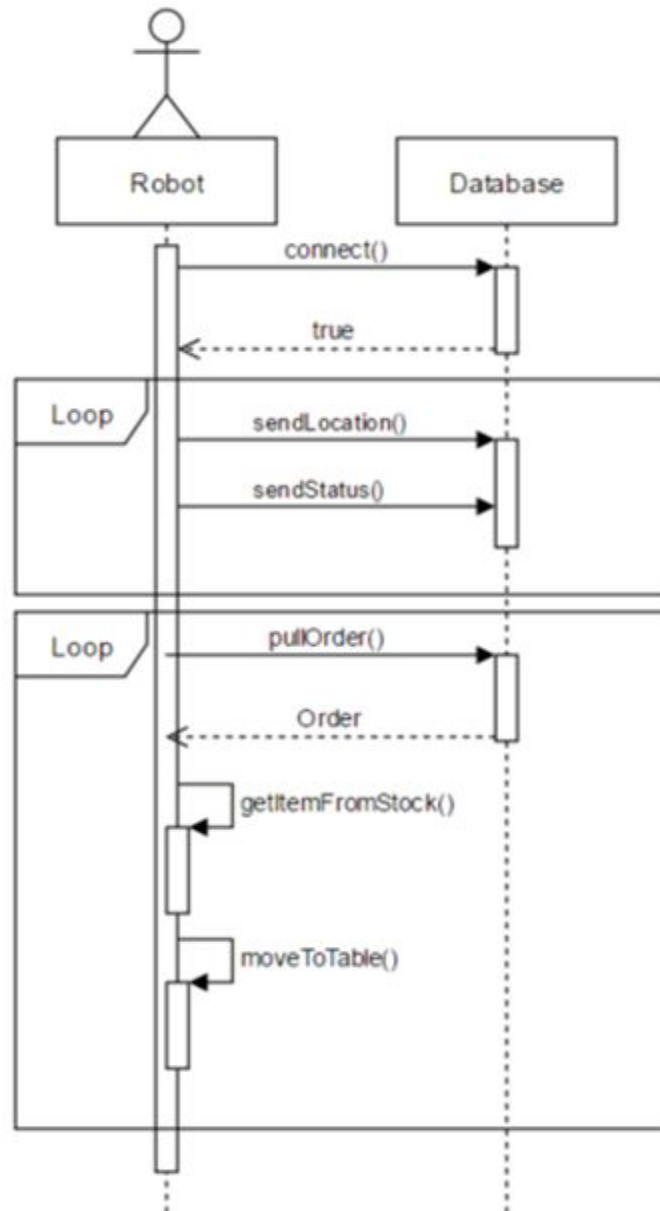 Robot
Database
connect()
true
Loop
sendLocation()
sendStatus()
Loop
pullOrder()
Order
getItemFromStock()
moveToTable()